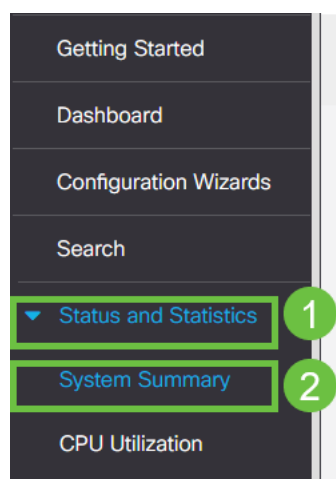 Getting Started
Dashboard
Configuration Wizards
Search
Status and Statistics 1
System Summary 2
CPU Utilization